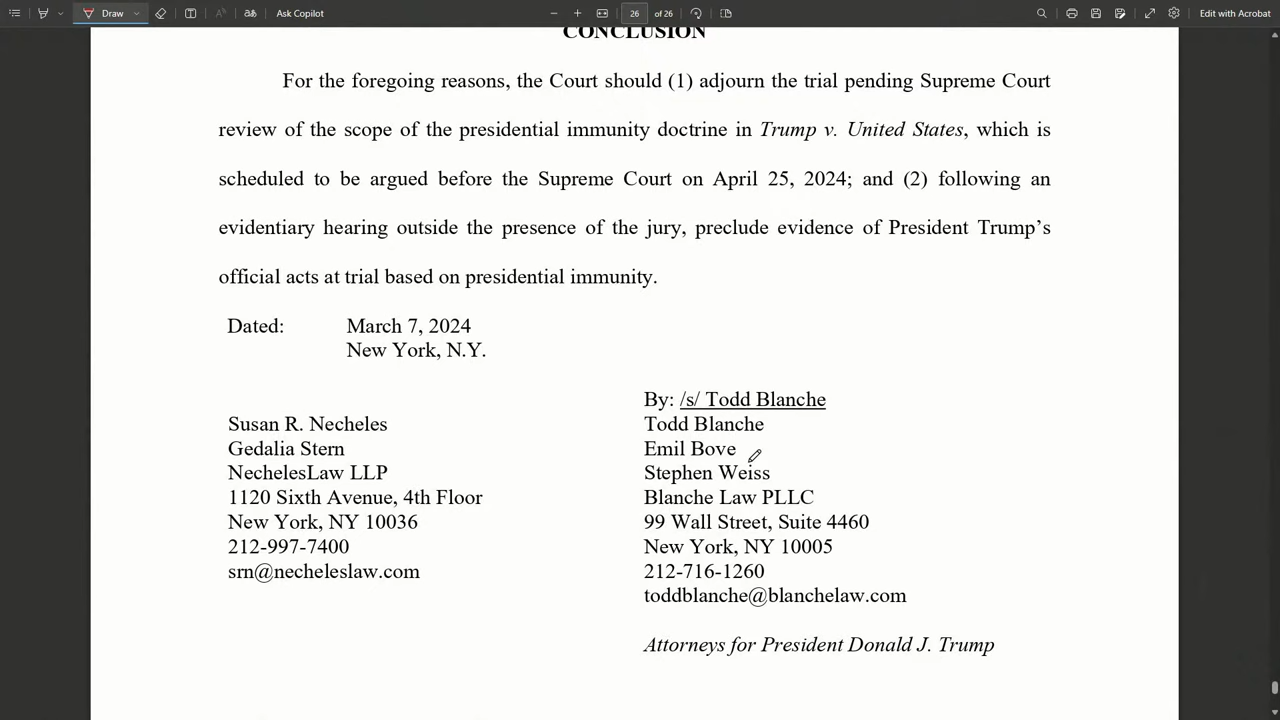 Draw
Ask Copilot
26 of 26
Edit with Acrobat
CONCLUSION
For the foregoing reasons, the Court should (1) adjourn the trial pending Supreme Court
review of the scope of the presidential immunity doctrine in Trump v. United States, which is
scheduled to be argued before the Supreme Court on April 25, 2024; and (2) following an
evidentiary hearing outside the presence of the jury, preclude evidence of President Trump’s
official acts at trial based on presidential immunity.
Dated: March 7, 2024
New York, N.Y.
By: /s/ Todd Blanche
Susan R. Necheles
Gedalia Stern
NechelesLaw LLP
1120 Sixth Avenue, 4th Floor
New York, NY 10036
212-997-7400
srn@necheleslaw.com
Todd Blanche
Emil Bove
Stephen Weiss
Blanche Law PLLC
99 Wall Street, Suite 4460
New York, NY 10005
212-716-1260
toddblanche@blanchelaw.com
Attorneys for President Donald J. Trump